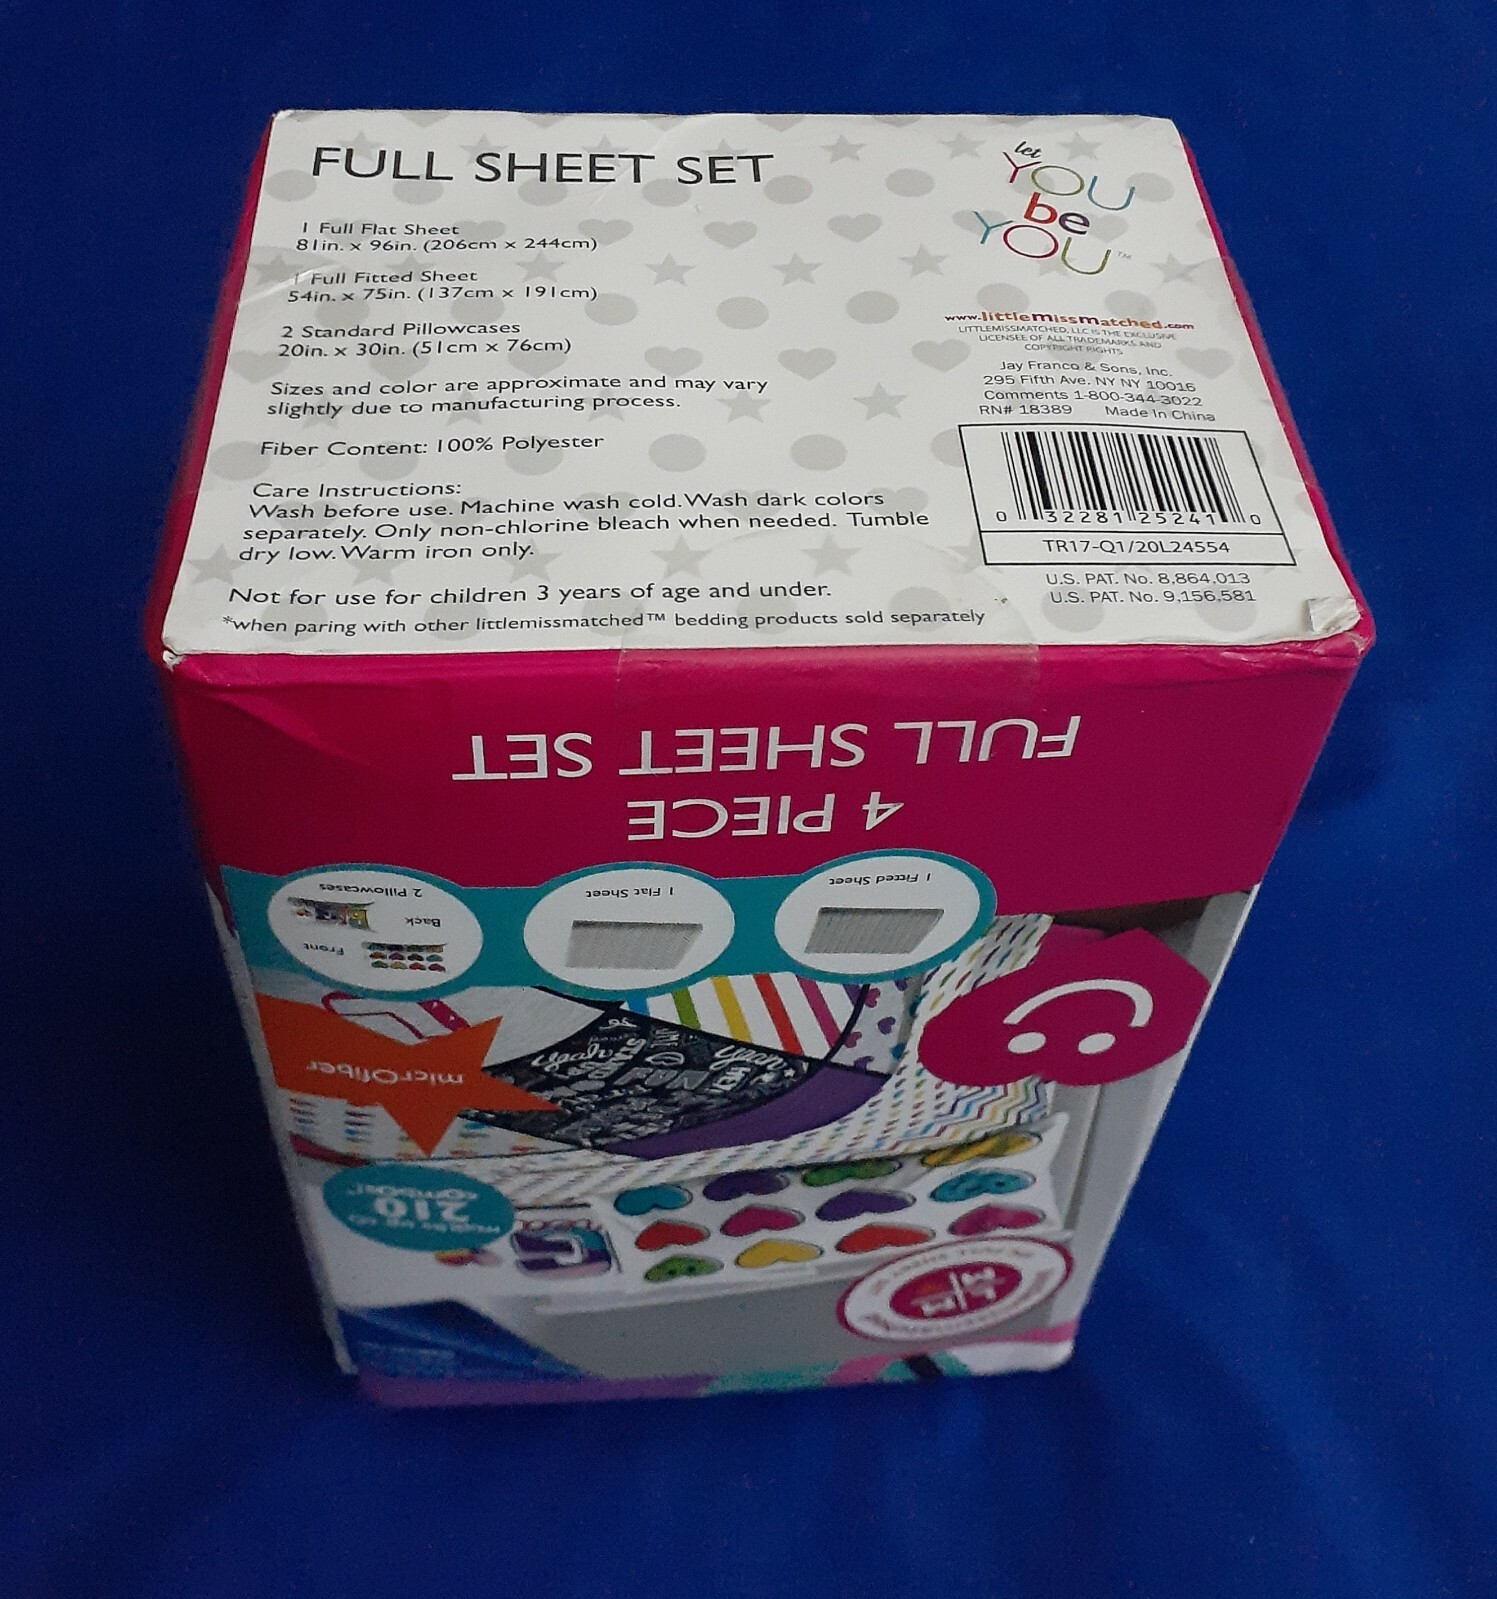 FULL SHEET SET
1 Full Flat Sheet
81in. x 96in. (206cm x 244cm)
1 Full Fitted Sheet
54in. x 75in. (137cm x 191cm)
2 Standard Pillowcases
20in. x 30in. (51cm x 76cm)
Sizes and color are approximate and may vary
slightly due to manufacturing process.
Fiber Content: 100% Polyester
Care Instructions:
Wash before use. Machine wash cold. Wash dark colors
separately. Only non-chlorine bleach when needed. Tumble
dry low. Warm iron only.
Not for use for children 3 years of age and under.
*when paring with other littlemissmatched™ bedding products sold separately
let
YOU
be
YOU™
www.littlemissmatched.com
LITTLEMISSMATCHED, LLC IS THE EXCLUSIVE
LICENSEE OF ALL TRADEMARKS AND
COPYRIGHT RIGHTS
Jay Franco & Sons, Inc.
295 Fifth Ave. NY NY 10016
Comments 1-800-344-3022
RN# 18389 Made In China
0 32281 25241 0
TR17-Q1/20L24554
U.S. PAT. No. 8,864,013
U.S. PAT. No. 9,156,581
4 PIECE
FULL SHEET SET
1 Fitted Sheet
1 Flat Sheet
2 Pillowcases
Back
Front
microfiber
Yeah
FUN
Yeah
210
combos!